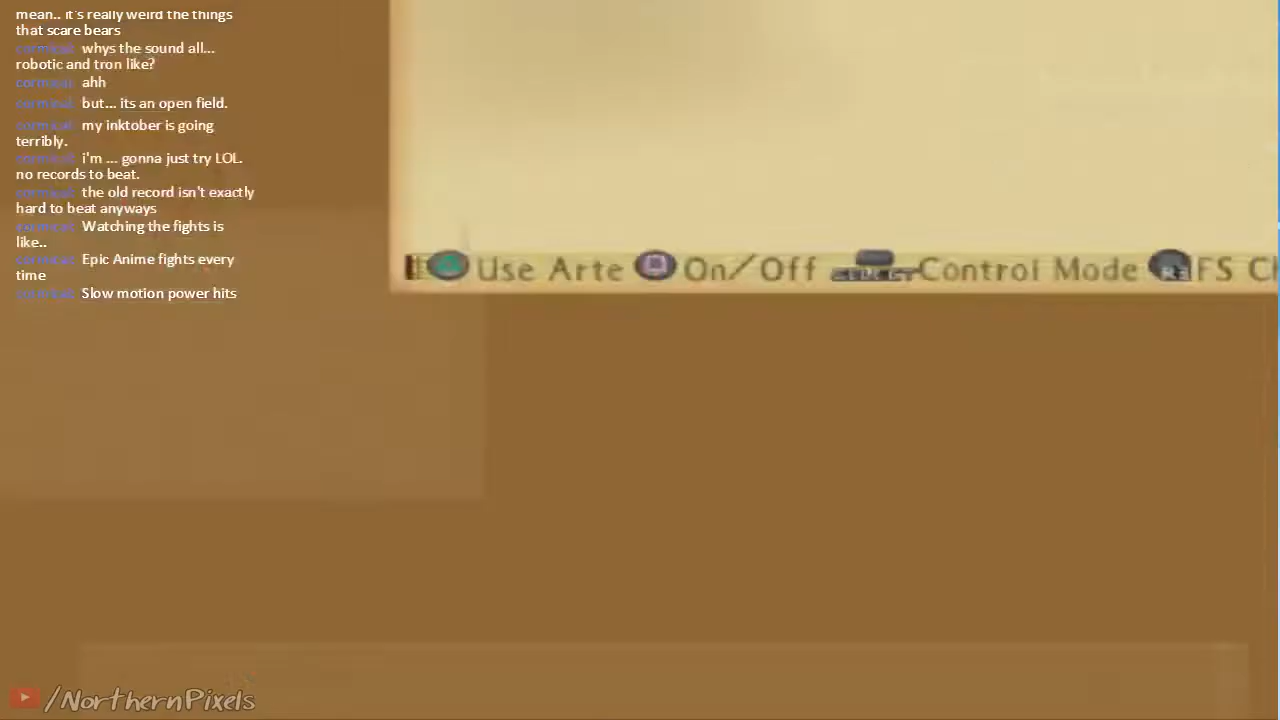 mean.. it's really weird the things
that scare bears
whys the sound all...
robotic and tron like?
ahh
but... its an open field.
my inktober is going
terribly.
i'm ... gonna just try LOL.
no records to beat.
the old record isn't exactly
hard to beat anyways
Watching the fights is
like..
Epic Anime fights every
time
Slow motion power hits
Use Arte On/Off SELECT Control Mode R3 FS
/NorthernPixels